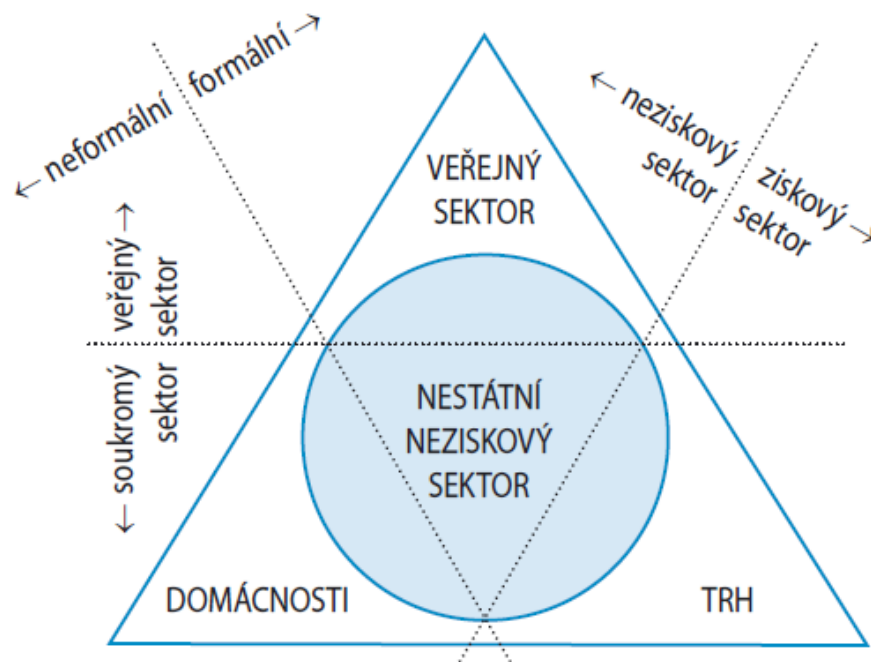 ← neformální formální →
← neziskový
sektor
ziskový →
sektor
VEŘEJNÝ
SEKTOR
veřejný →
sektor
← soukromý
sektor
NESTÁTNÍ
NEZISKOVÝ
SEKTOR
DOMÁCNOSTI
TRH